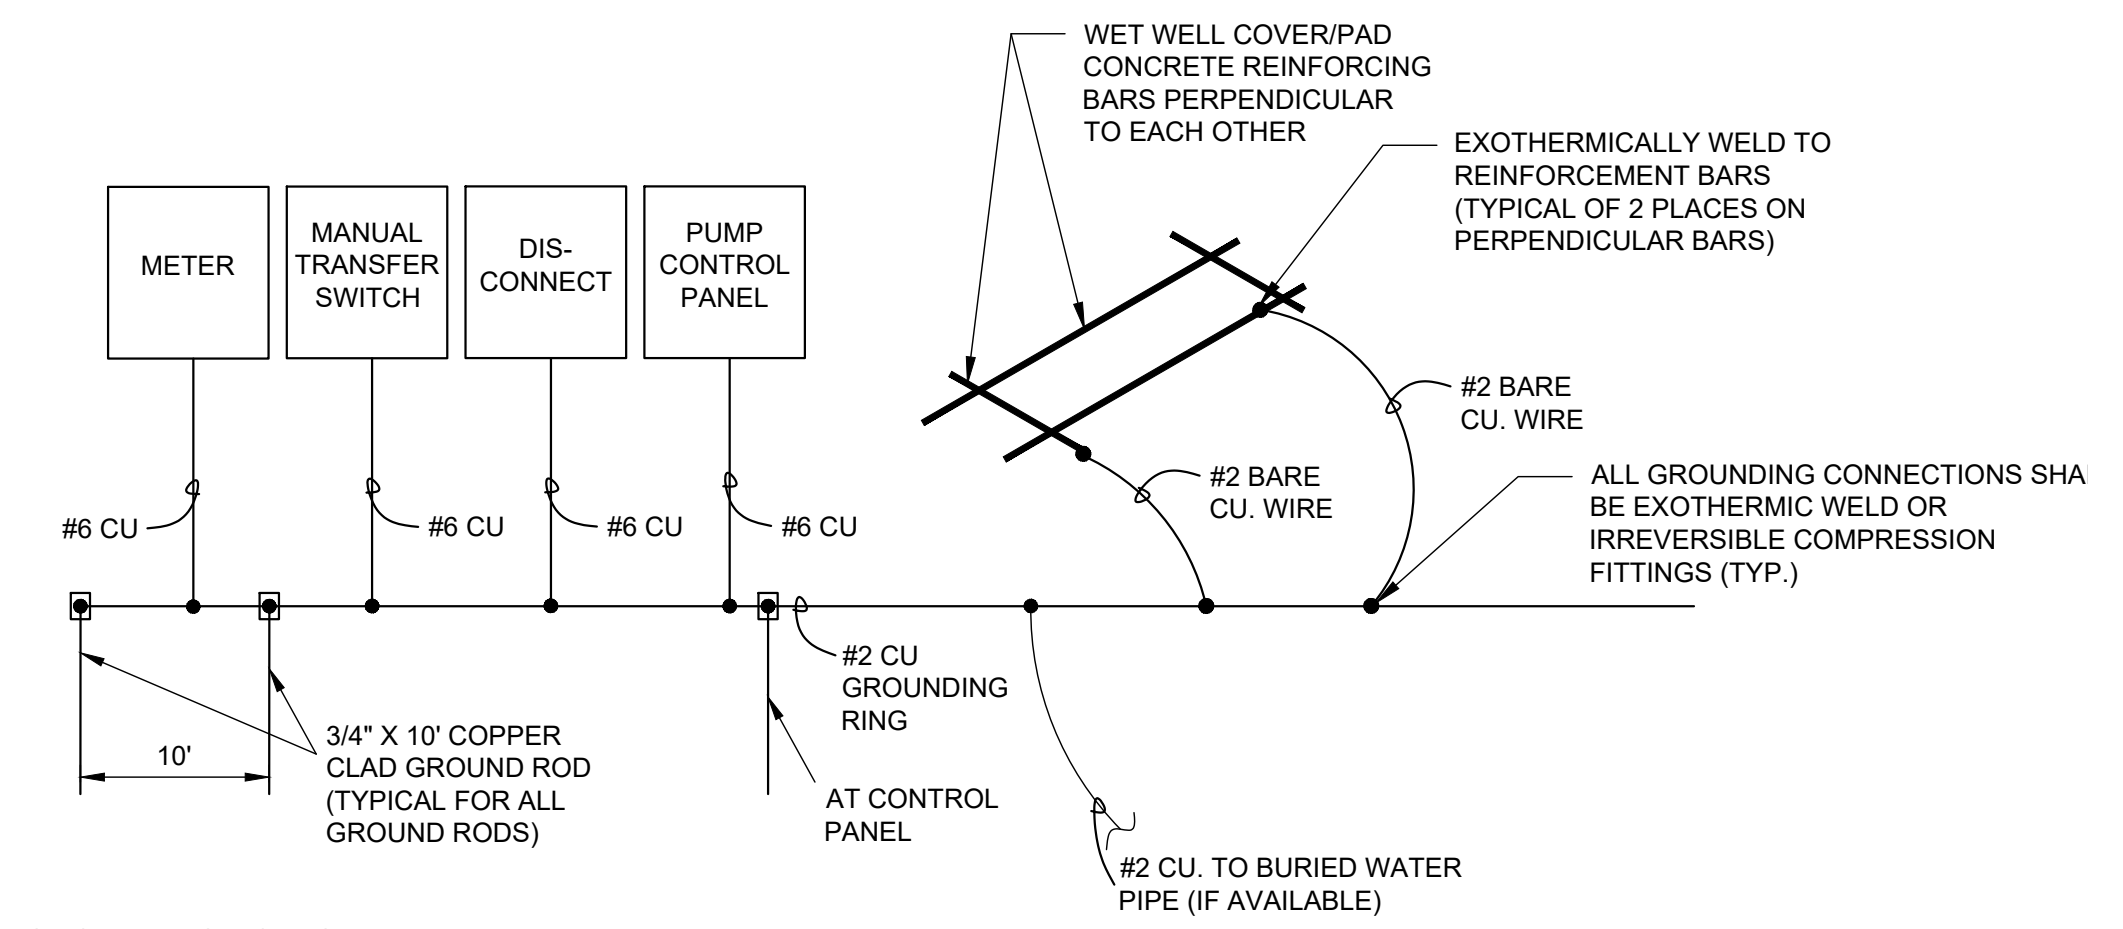 WET WELL COVER/PAD
CONCRETE REINFORCING
BARS PERPENDICULAR
TO EACH OTHER
EXOTHERMICALLY WELD TO
REINFORCEMENT BARS
(TYPICAL OF 2 PLACES ON
PERPENDICULAR BARS)
METER
MANUAL
TRANSFER
SWITCH
DIS-
CONNECT
PUMP
CONTROL
PANEL
#2 BARE
CU. WIRE
#2 BARE
CU. WIRE
ALL GROUNDING CONNECTIONS
BE EXOTHERMIC WELD OR
IRREVERSIBLE COMPRESSION
FITTINGS (TYP.)
#6 CU
#6 CU
#6 CU
#6 CU
#2 CU
GROUNDING
RING
3/4" X 10' COPPER
CLAD GROUND ROD
(TYPICAL FOR ALL
GROUND RODS)
10'
AT CONTROL
PANEL
#2 CU. TO BURIED WATER
PIPE (IF AVAILABLE)